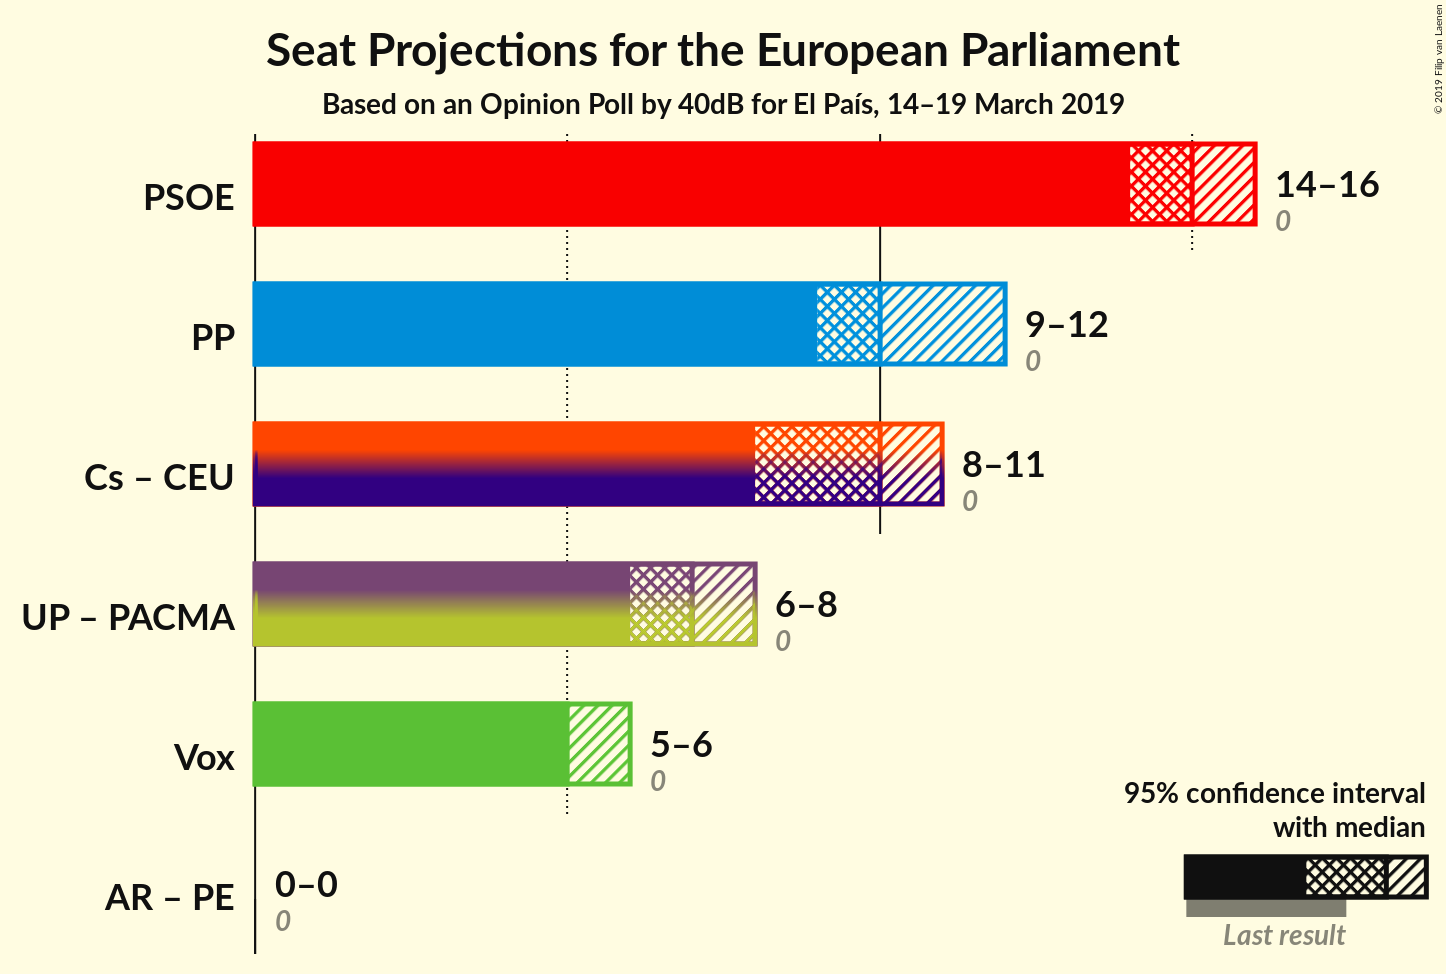 Seat Projections for the European Parliament
Based on an Opinion Poll by 40dB for El País, 14–19 March 2019
© 2019 Filip van Laenen
PSOE
14–16
0
PP
9–12
0
Cs – CEU
8–11
0
UP – PACMA
6–8
0
Vox
5–6
0
AR – PE
0–0
0
95% confidence interval
with median
Last result